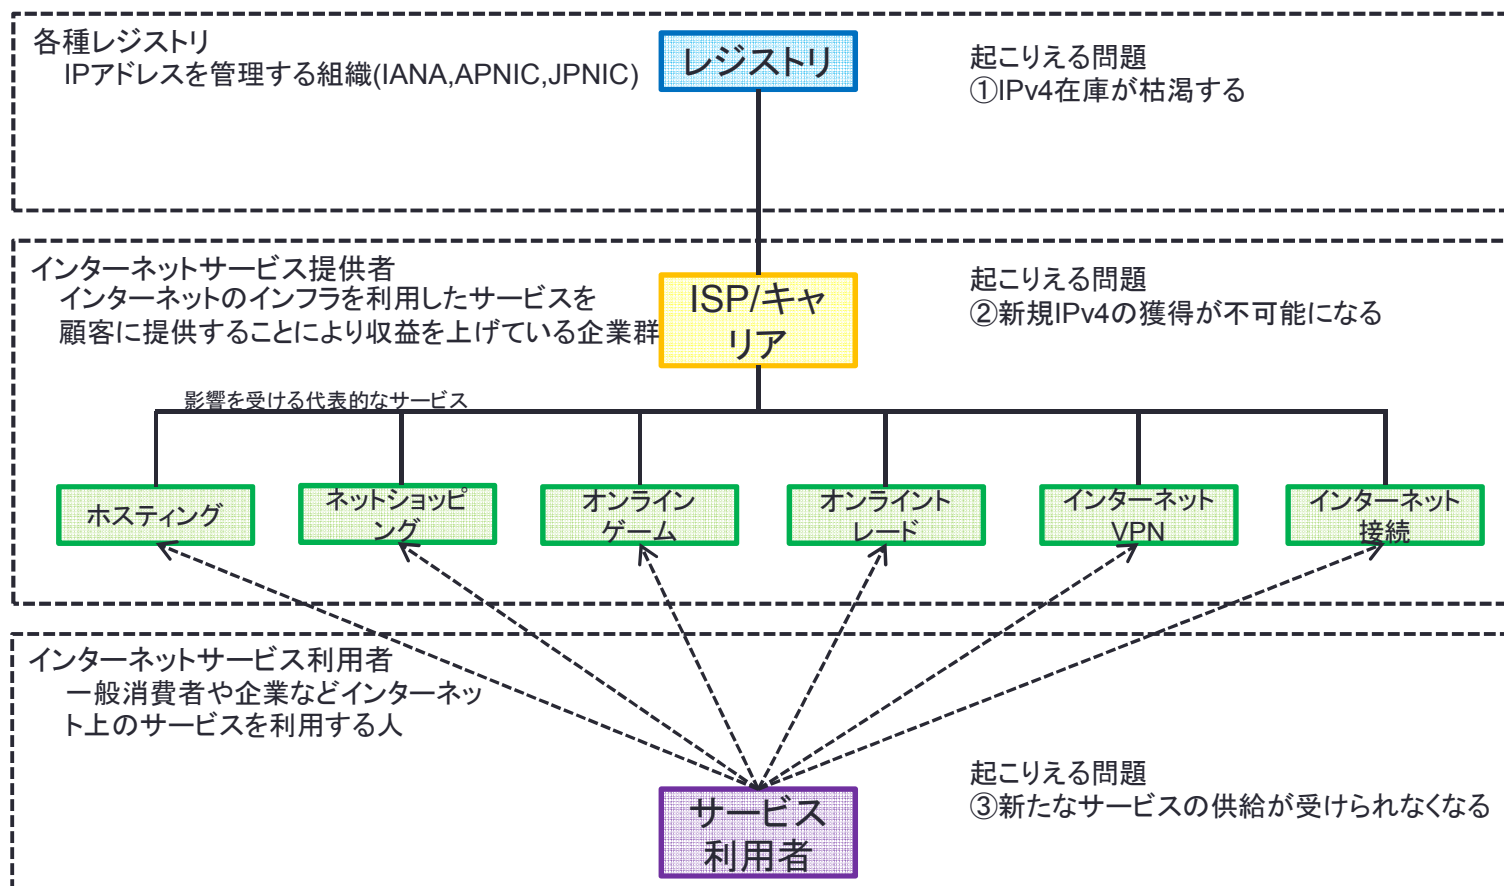 各種レジストリ
IPアドレスを管理する組織(IANA,APNIC,JPNIC)
レジストリ
起こりえる問題
①IPv4在庫が枯渇する
インターネットサービス提供者
インターネットのインフラを利用したサービスを
顧客に提供することにより収益を上げている企業群
ISP/キャ
リア
起こりえる問題
②新規IPv4の獲得が不可能になる
影響を受ける代表的なサービス
ホスティング
ネットショッピ
ング
オンライン
ゲーム
オンライント
レード
インターネット
VPN
インターネット
接続
インターネットサービス利用者
一般消費者や企業などインターネッ
ト上のサービスを利用する人
サービス
利用者
起こりえる問題
③新たなサービスの供給が受けられなくなる